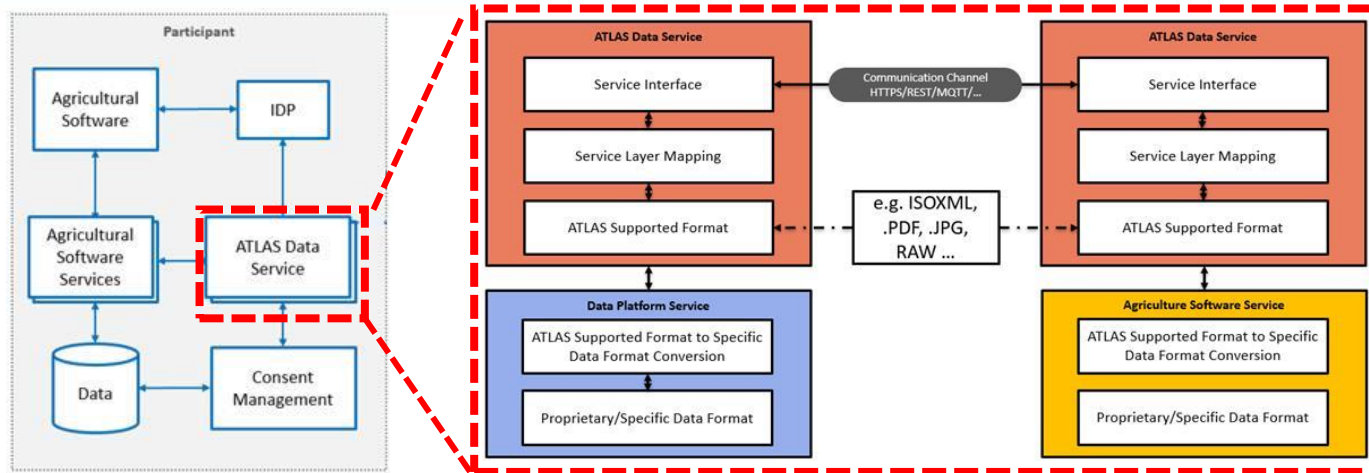 Participant
Agricultural
Software
IDP
Agricultural
Software
Services
ATLAS Data
Service
Data
Consent
Management
ATLAS Data Service
Service Interface
Service Layer Mapping
ATLAS Supported Format
Communication Channel
HTTPS/REST/MQTT/...
e.g. ISOXML,
.PDF, .JPG,
RAW ...
ATLAS Data Service
Service Interface
Service Layer Mapping
ATLAS Supported Format
Data Platform Service
ATLAS Supported Format to Specific
Data Format Conversion
Proprietary/Specific Data Format
Agriculture Software Service
ATLAS Supported Format to Specific
Data Format Conversion
Proprietary/Specific Data Format